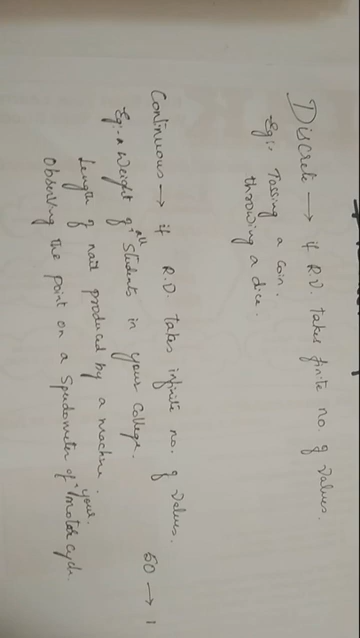 Discrete → if R.V. takes finite no. of values.
Eg:- Tossing a coin.
throwing a dice.
Continuous → if R.V. takes infinite no. of values.
Eg:- a weight of all students in your college.
Length of nail produced by a machine.
Observing the point on a Speedometer of your motorcycle.
60 → 1